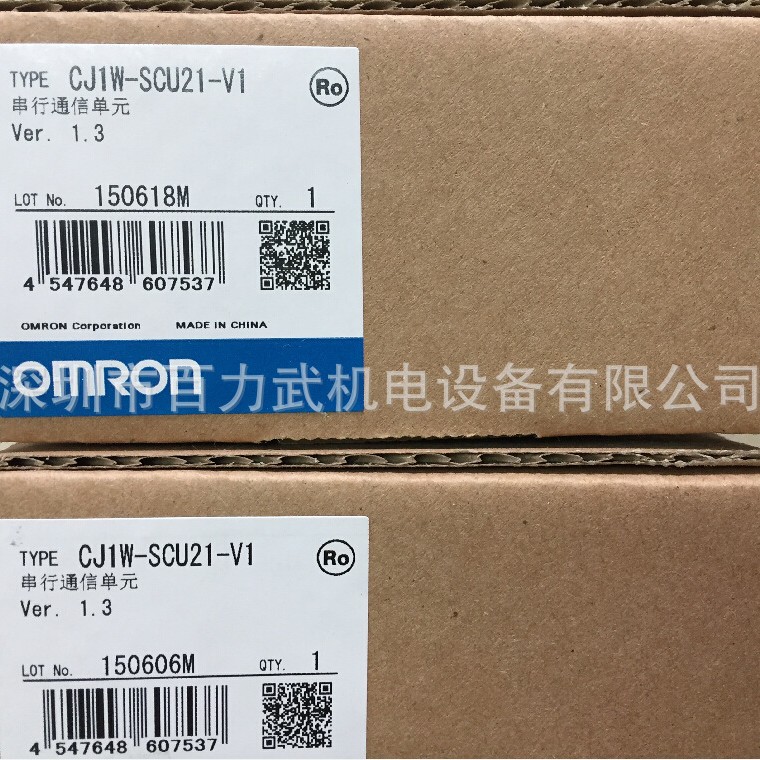 TYPE CJ1W-SCU21-V1 Ro
串行通信单元
Ver. 1.3
LOT No. 150618M QTY. 1
4 547648 607537
OMRON Corporation MADE IN CHINA
OMRON
深圳市百力武机电设备有限公司
TYPE CJ1W-SCU21-V1 Ro
串行通信单元
Ver. 1.3
LOT No. 150606M QTY. 1
4 547648 607537